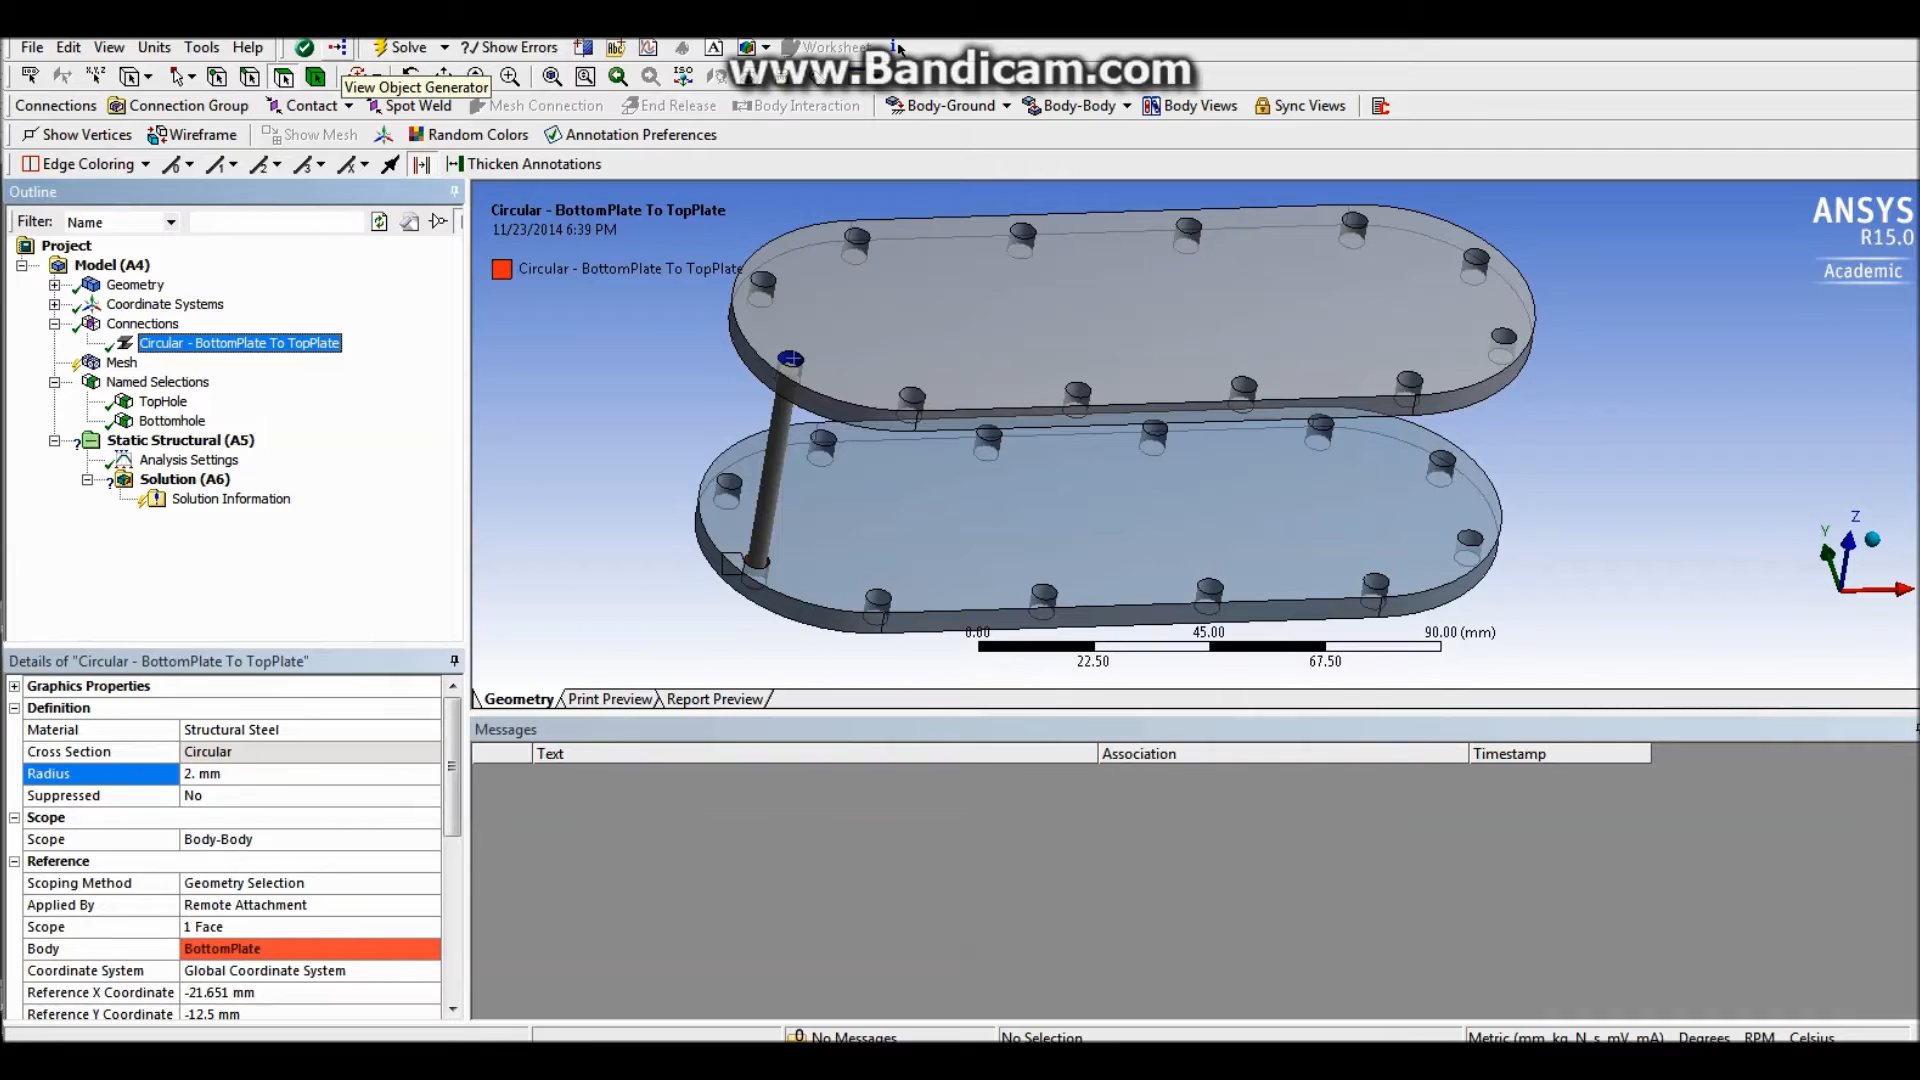 File Edit View Units Tools Help Solve ?/ Show Errors Worksheet i
www.Bandicam.com
View Object Generator
Connections Connection Group Contact Spot Weld Mesh Connection End Release Body Interaction Body-Ground Body-Body Body Views Sync Views
Show Vertices Wireframe Show Mesh Random Colors Annotation Preferences
Edge Coloring Thicken Annotations
Outline
Filter: Name
Project
Model (A4)
Geometry
Coordinate Systems
Connections
Circular - BottomPlate To TopPlate
Mesh
Named Selections
TopHole
Bottomhole
Static Structural (A5)
Analysis Settings
Solution (A6)
Solution Information
Circular - BottomPlate To TopPlate
11/23/2014 6:39 PM
Circular - BottomPlate To TopPlate
ANSYS
R15.0
Academic
Y Z
0.00 45.00 90.00 (mm)
22.50 67.50
Geometry Print Preview Report Preview
Details of "Circular - BottomPlate To TopPlate"
Graphics Properties
Definition
Material Structural Steel
Cross Section Circular
Radius 2. mm
Suppressed No
Scope
Scope Body-Body
Reference
Scoping Method Geometry Selection
Applied By Remote Attachment
Scope 1 Face
Body BottomPlate
Coordinate System Global Coordinate System
Reference X Coordinate -21.651 mm
Reference Y Coordinate -12.5 mm
Messages
Text Association Timestamp
0 No Messages No Selection Metric (mm, kg, N, s, mV, mA) Degrees RPM Celsius